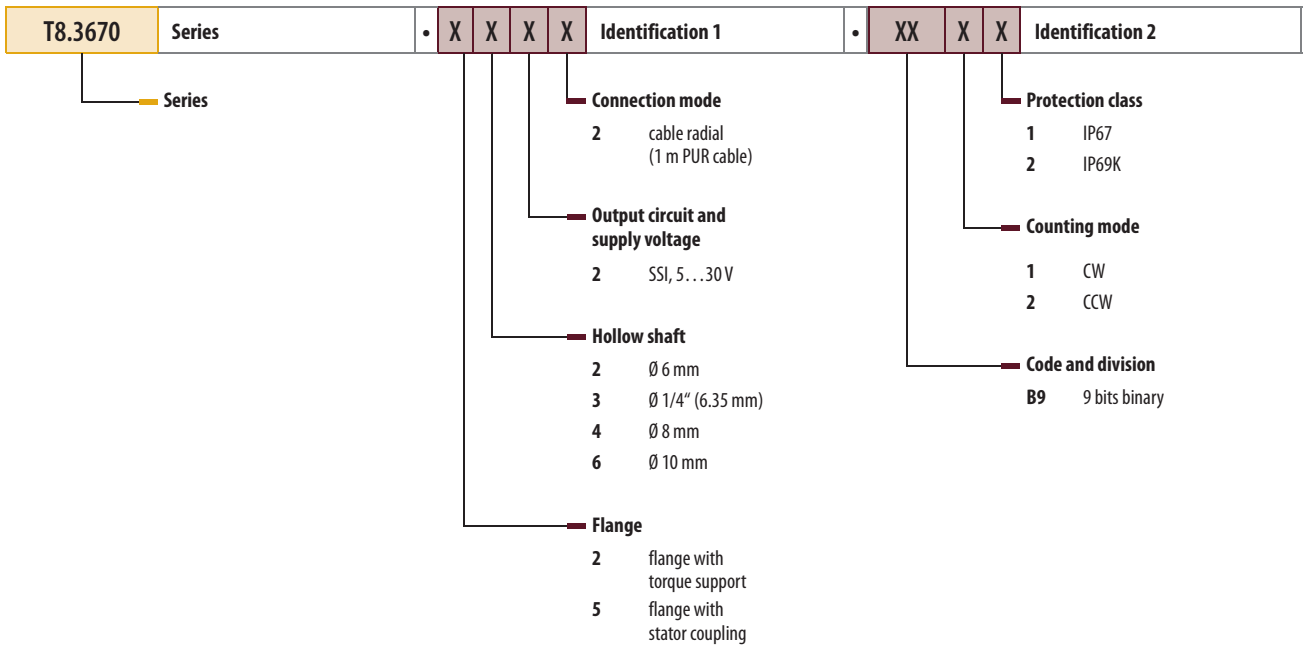 T8.3670 Series • X X X X Identification 1 • XX X X Identification 2
Series
Connection mode
2 cable radial
(1 m PUR cable)
Output circuit and
supply voltage
2 SSI, 5…30 V
Hollow shaft
2 Ø 6 mm
3 Ø 1/4“ (6.35 mm)
4 Ø 8 mm
6 Ø 10 mm
Flange
2 flange with
torque support
5 flange with
stator coupling
Protection class
1 IP67
2 IP69K
Counting mode
1 CW
2 CCW
Code and division
B9 9 bits binary